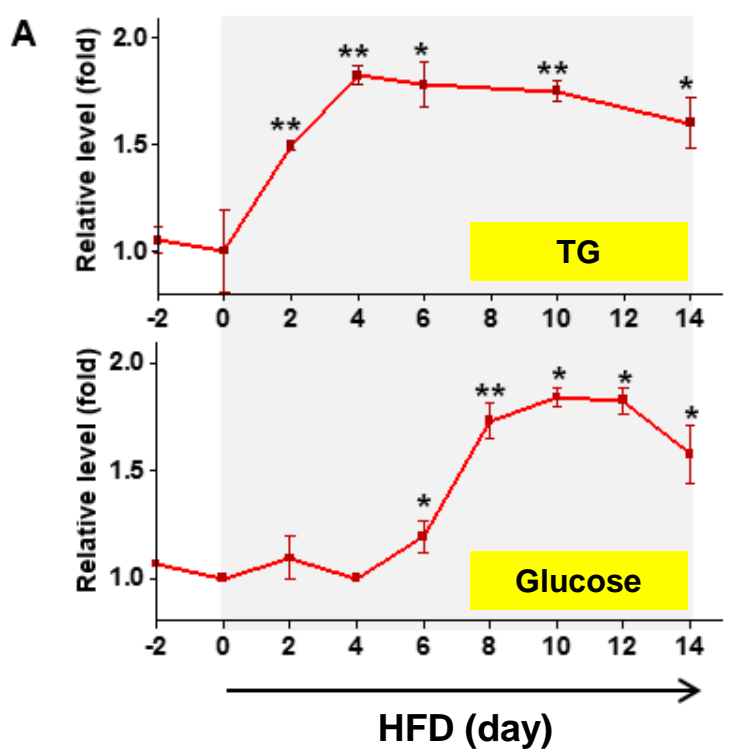 A
Relative level (fold)
2.0
1.5
1.0
** ** * ** *
TG
-2 0 2 4 6 8 10 12 14
Relative level (fold)
2.0
1.5
1.0
* ** * * *
Glucose
-2 0 2 4 6 8 10 12 14
HFD (day)